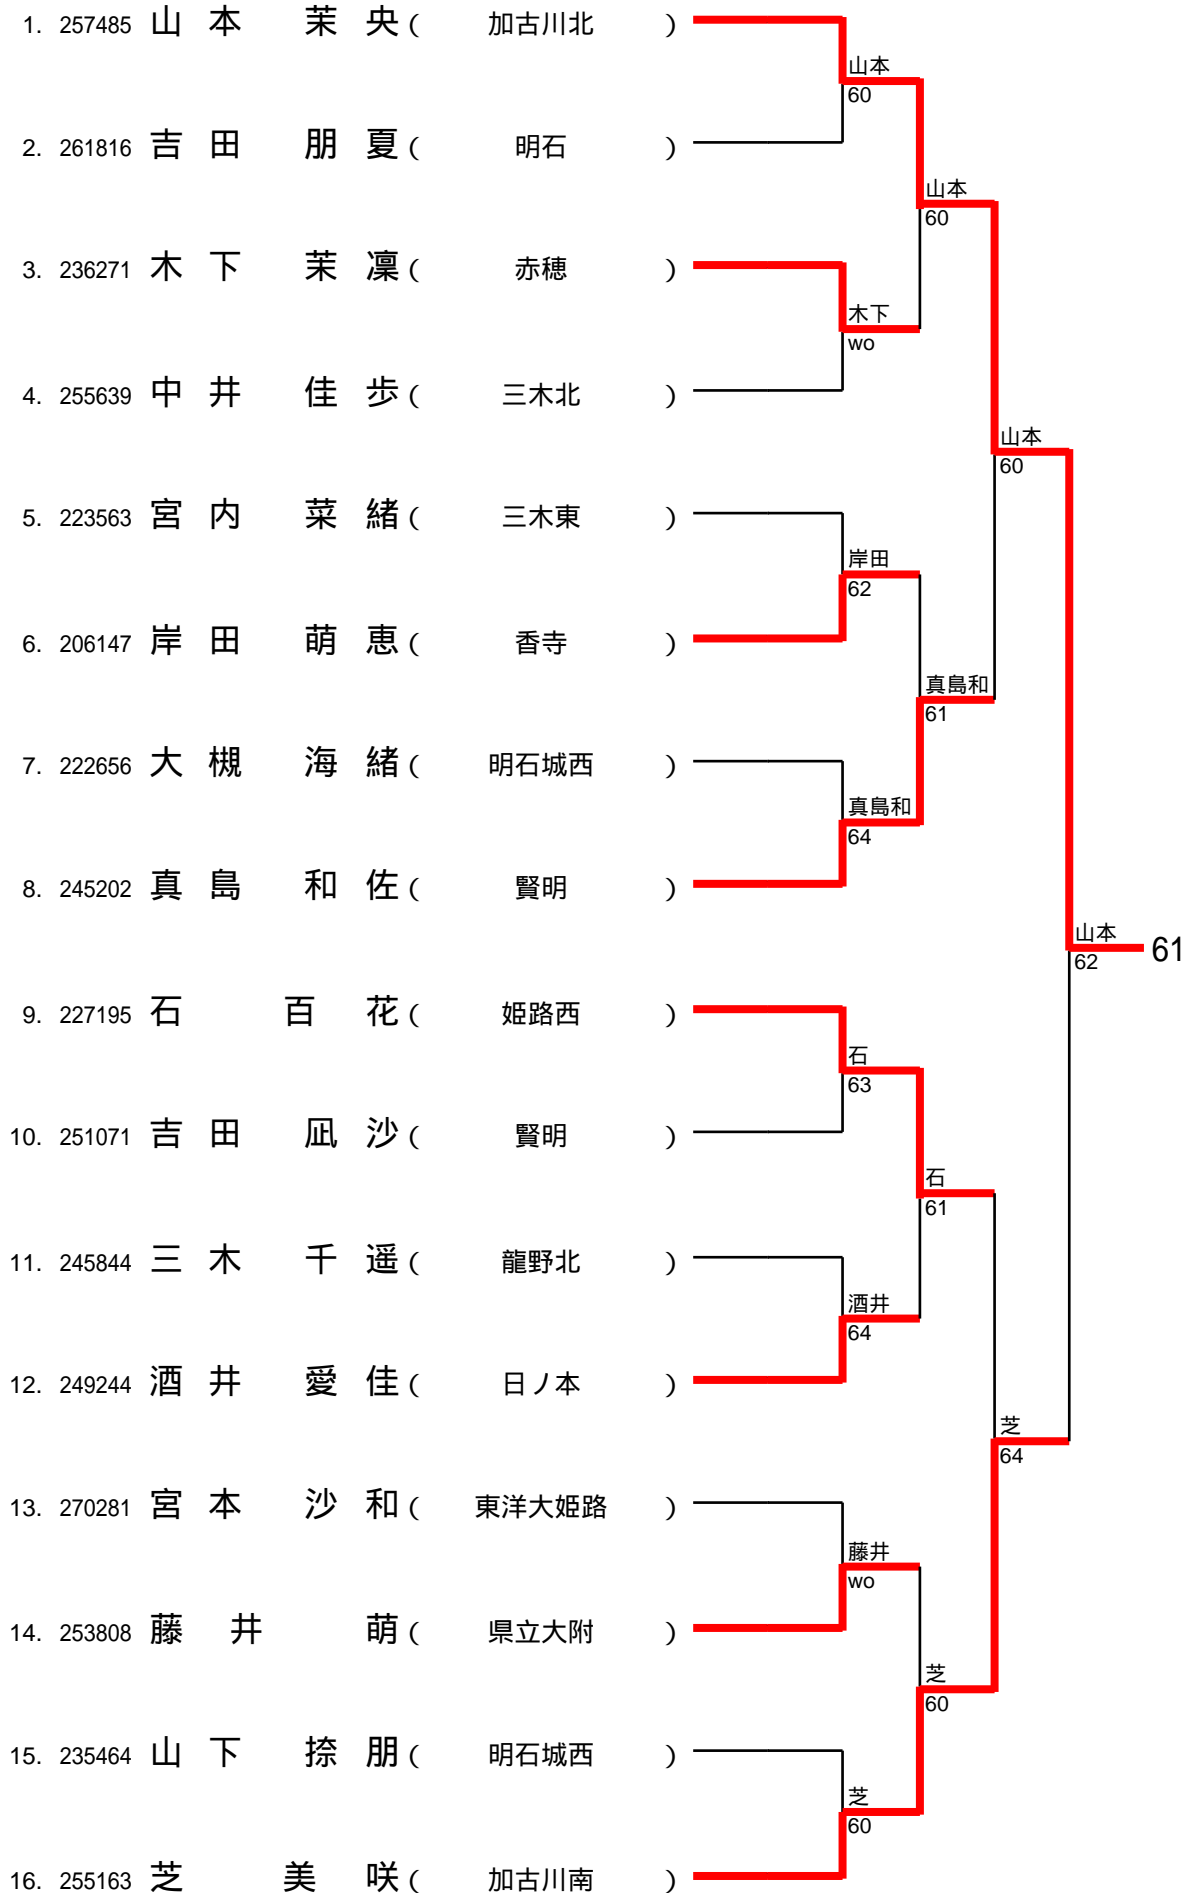 1. 257485 山本 茉央 ( 加古川北 )
山本
60
2. 261816 吉田 朋夏 ( 明石 )
山本
60
3. 236271 木下 茉凜 ( 赤穂 )
木下
wo
4. 255639 中井 佳歩 ( 三木北 )
山本
60
5. 223563 宮内 菜緒 ( 三木東 )
岸田
62
6. 206147 岸田 萌恵 ( 香寺 )
真島和
61
7. 222656 大槻 海緒 ( 明石城西 )
真島和
64
8. 245202 真島 和佐 ( 賢明 )
山本
62
61
9. 227195 石 百花 ( 姫路西 )
石
63
10. 251071 吉田 凪沙 ( 賢明 )
石
61
11. 245844 三木 千遥 ( 龍野北 )
酒井
64
12. 249244 酒井 愛佳 ( 日ノ本 )
芝
64
13. 270281 宮本 沙和 ( 東洋大姫路 )
藤井
wo
14. 253808 藤井 萌 ( 県立大附 )
芝
60
15. 235464 山下 捺朋 ( 明石城西 )
芝
60
16. 255163 芝 美咲 ( 加古川南 )